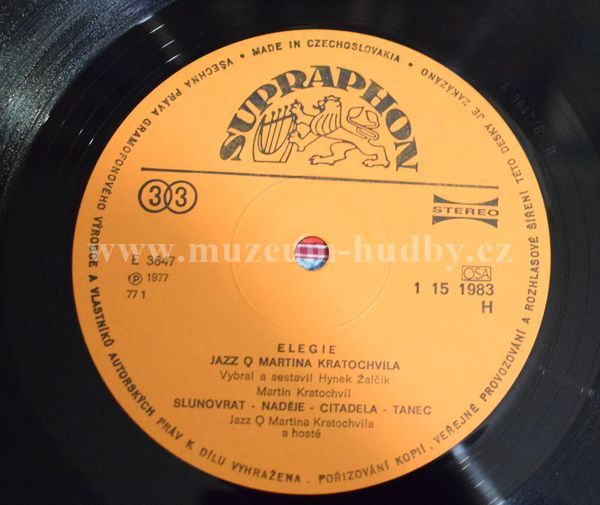 SUPRAPHON
MADE IN CZECHOSLOVAKIA • VŠECHNA PRÁVA GRAMOFONOVÉHO VÝROBCE A VLASTNÍKŮ AUTORSKÝCH PRÁV K DÍLU VYHRAŽENA. POŘIZOVÁNÍ KOPIÍ, VEŘEJNÉ PROVOZOVÁNÍ A ROZHLASOVÉ ŠÍŘENÍ TÉTO DESKY JE ZAKÁZÁNO •
33
STEREO
www.muzeum-hudby.cz
E 3647
Ⓟ 1977
77 1
OSA
1 15 1983
H
ELEGIE
JAZZ Q MARTINA KRATOCHVÍLA
Vybral a sestavil Hynek Žalčik
Martin Kratochvíl
SLUNOVRAT - NADĚJE - CITADELA - TANEC
Jazz Q Martina Kratochvíla
a hosté